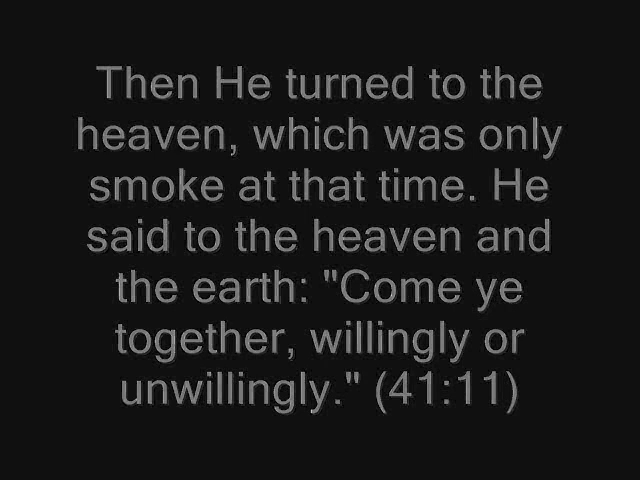 Then He turned to the
heaven, which was only
smoke at that time. He
said to the heaven and
the earth: "Come ye
together, willingly or
unwillingly." (41:11)